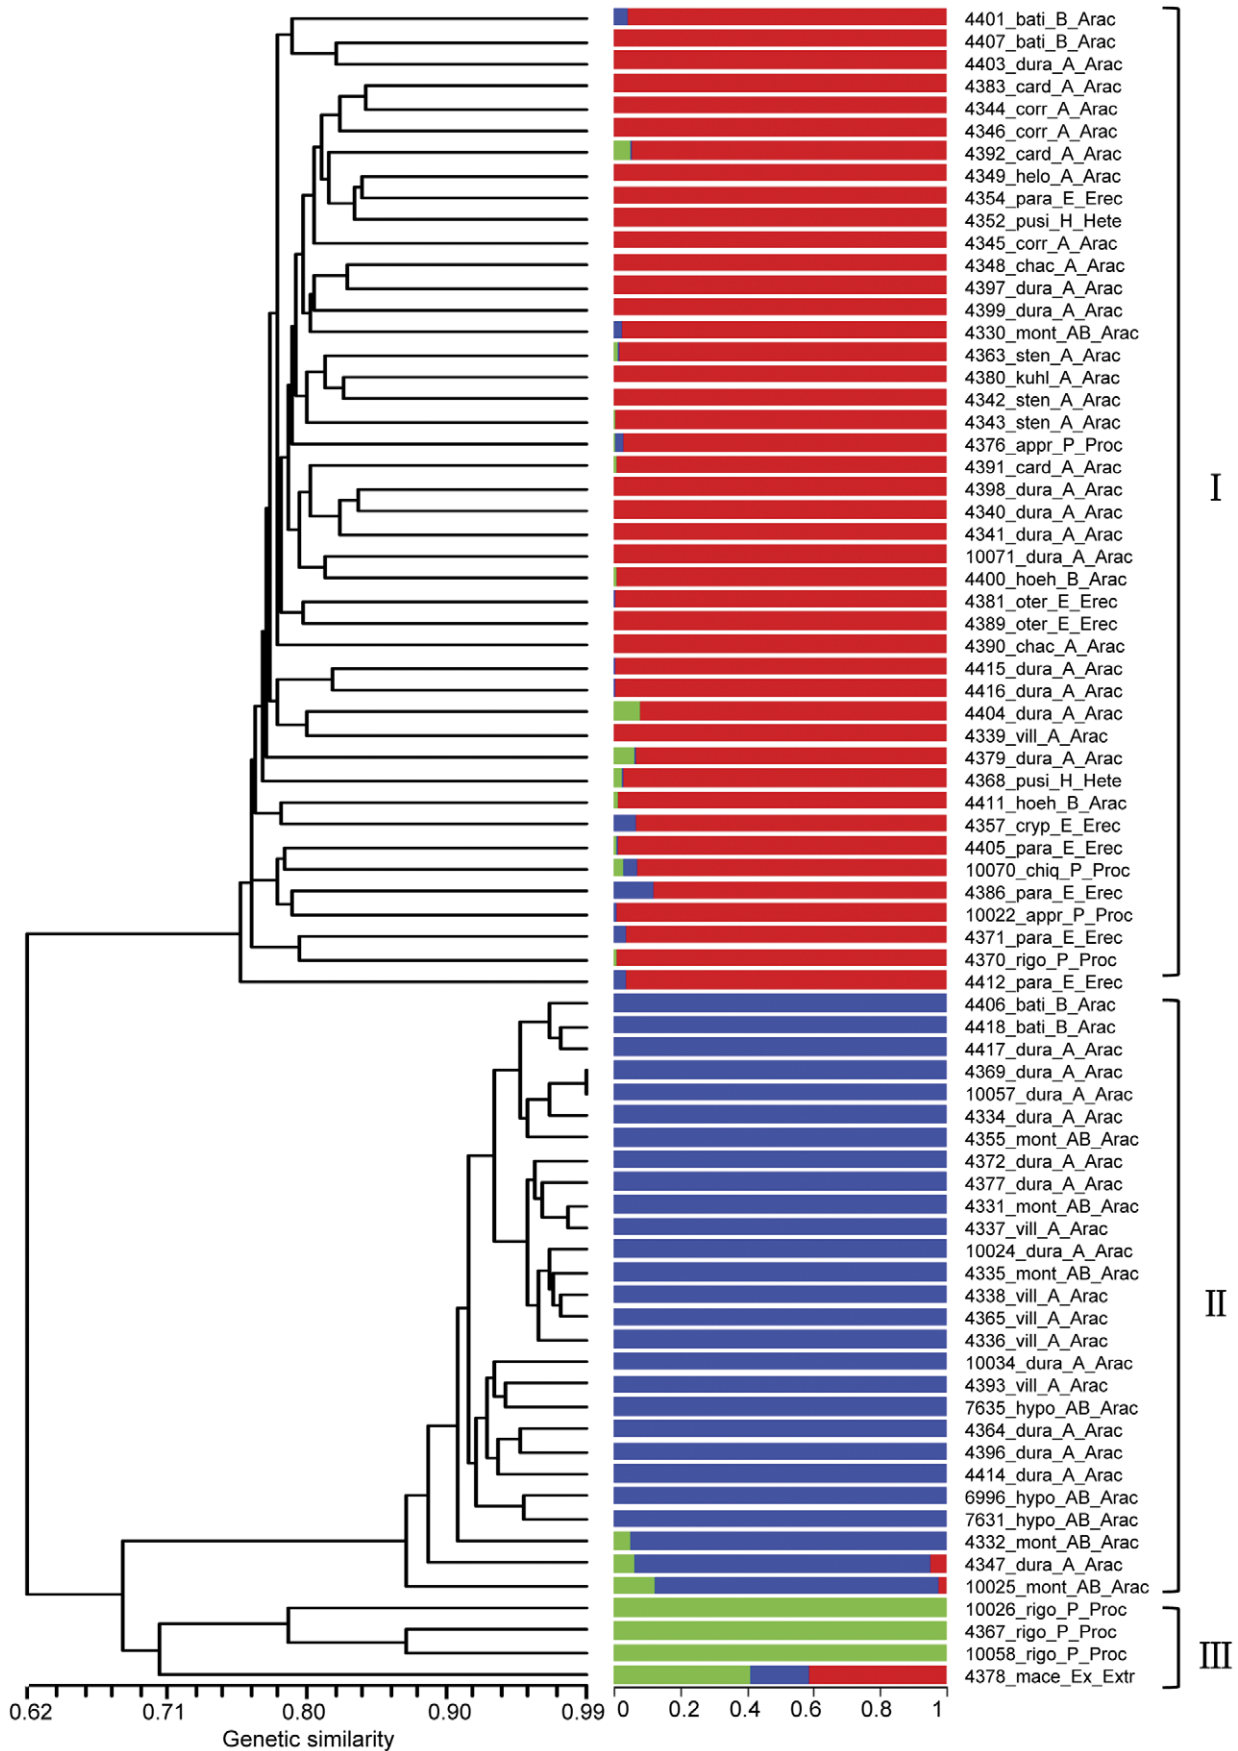 4401_bati_B_Arac
4407_bati_B_Arac
4403_dura_A_Arac
4383_card_A_Arac
4344_corr_A_Arac
4346_corr_A_Arac
4392_card_A_Arac
4349_helo_A_Arac
4354_para_E_Erec
4352_pusi_H_Hete
4345_corr_A_Arac
4348_chac_A_Arac
4397_dura_A_Arac
4399_dura_A_Arac
4330_mont_AB_Arac
4363_sten_A_Arac
4380_kuhl_A_Arac
4342_sten_A_Arac
4343_sten_A_Arac
4376_appr_P_Proc
4391_card_A_Arac
4398_dura_A_Arac
I
4340_dura_A_Arac
4341_dura_A_Arac
10071_dura_A_Arac
4400_hoeh_B_Arac
4381_oter_E_Erec
4389_oter_E_Erec
4390_chac_A_Arac
4415_dura_A_Arac
4416_dura_A_Arac
4404_dura_A_Arac
4339_vill_A_Arac
4379_dura_A_Arac
4368_pusi_H_Hete
4411_hoeh_B_Arac
4357_cryp_E_Erec
4405_para_E_Erec
10070_chiq_P_Proc
4386_para_E_Erec
10022_appr_P_Proc
4371_para_E_Erec
4370_rigo_P_Proc
4412_para_E_Erec
4406_bati_B_Arac
4418_bati_B_Arac
4417_dura_A_Arac
4369_dura_A_Arac
10057_dura_A_Arac
4334_dura_A_Arac
4355_mont_AB_Arac
4372_dura_A_Arac
4377_dura_A_Arac
4331_mont_AB_Arac
4337_vill_A_Arac
10024_dura_A_Arac
4335_mont_AB_Arac
4338_vill_A_Arac
II
4365_vill_A_Arac
4336_vill_A_Arac
10034_dura_A_Arac
4393_vill_A_Arac
7635_hypo_AB_Arac
4364_dura_A_Arac
4396_dura_A_Arac
4414_dura_A_Arac
6996_hypo_AB_Arac
7631_hypo_AB_Arac
4332_mont_AB_Arac
4347_dura_A_Arac
10025_mont_AB_Arac
10026_rigo_P_Proc
4367_rigo_P_Proc
10058_rigo_P_Proc
III
4378_mace_Ex_Extr
0.62 0.71 0.80 0.90 0.99 0 0.2 0.4 0.6 0.8 1
Genetic similarity